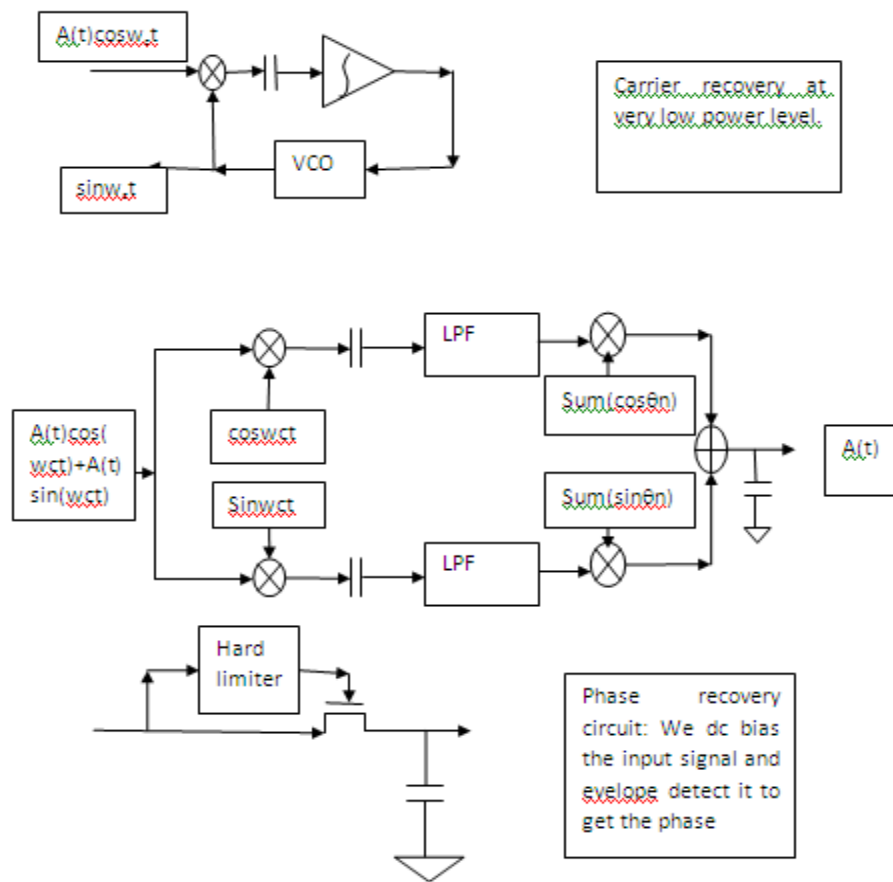 A(t)cosw.t
Carrier recovery at
very low power level.
VCO
sinw.t
LPF
Sum(cosθn)
coswct
A(t)cos(
wct)+A(t)
sin(wct)
A(t)
Sinwct
Sum(sinθn)
LPF
Hard
limiter
Phase recovery
circuit: We dc bias
the input signal and
evelope detect it to
get the phase